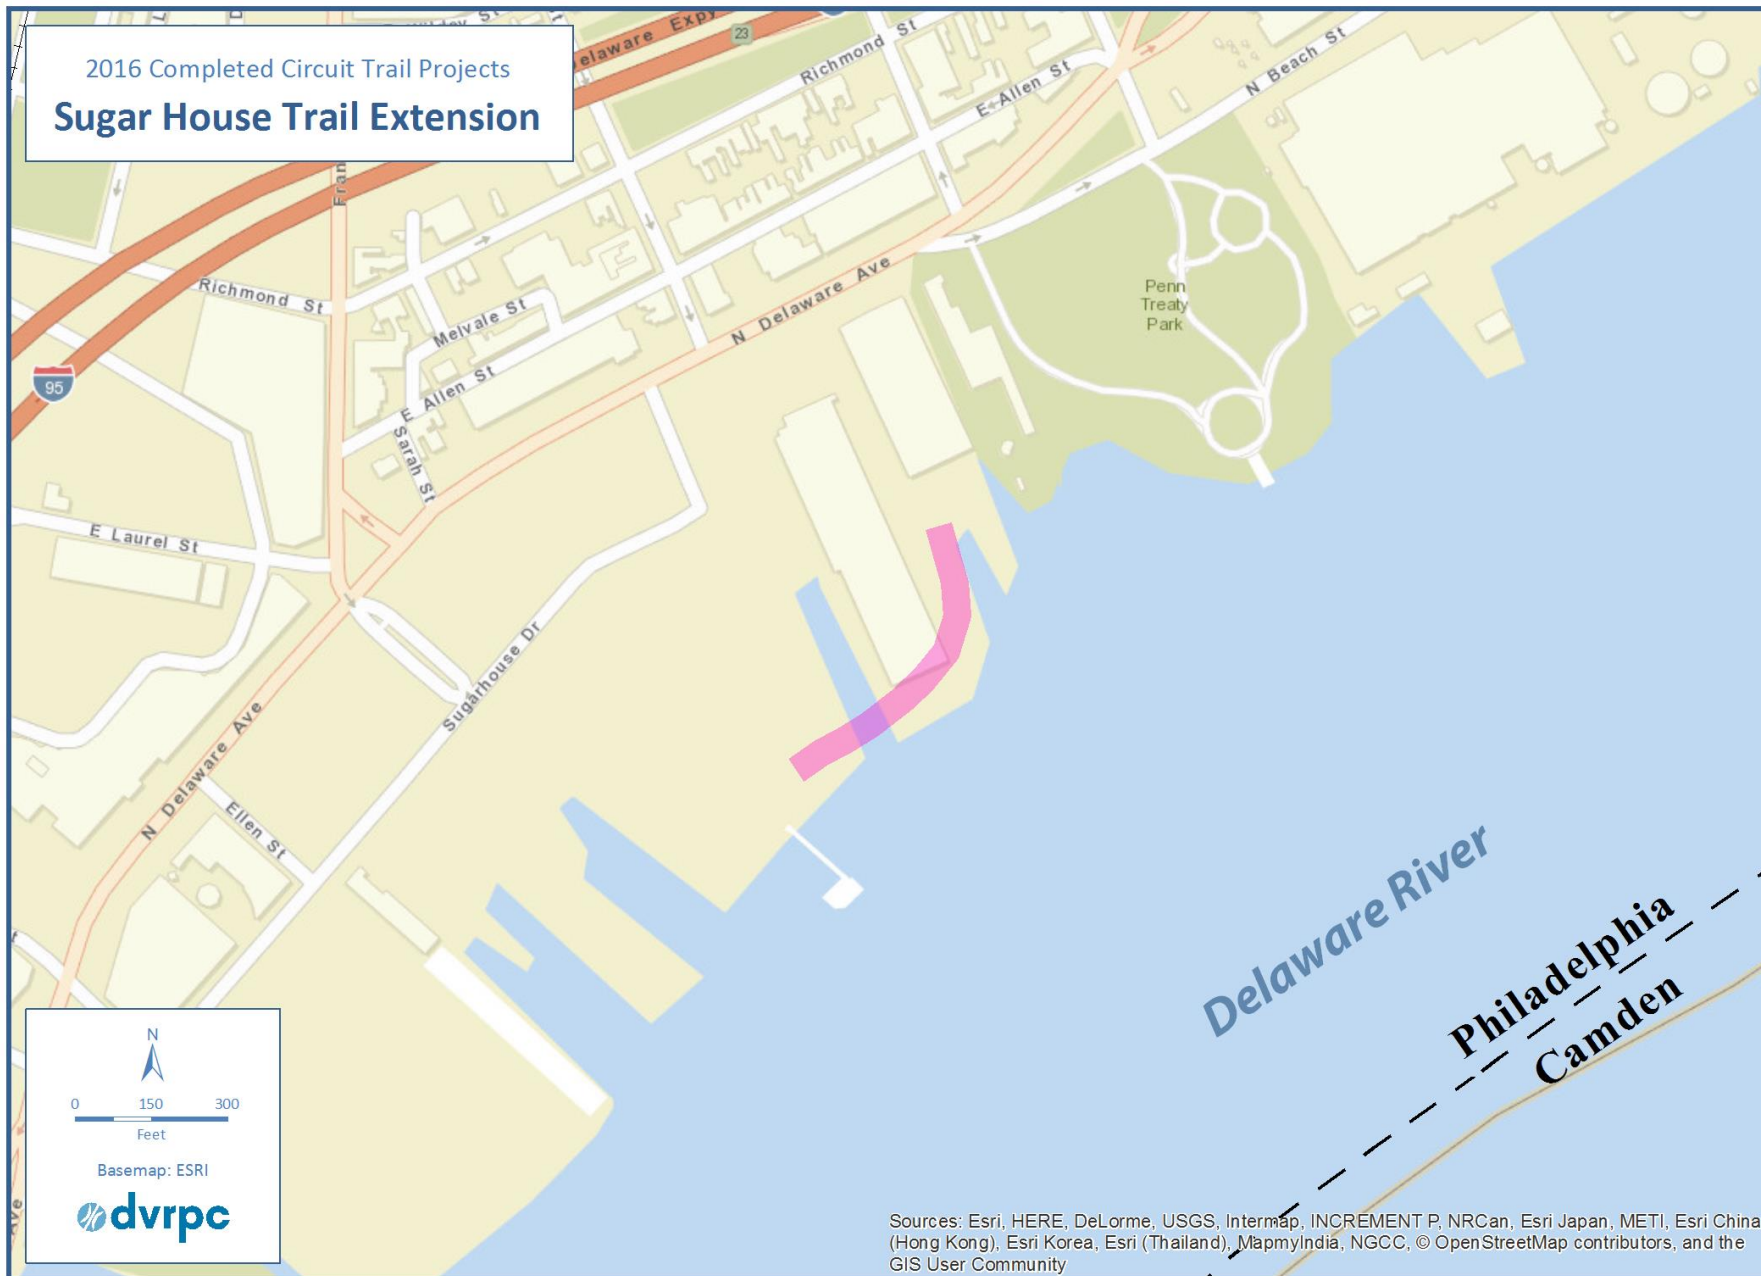 2016 Completed Circuit Trail Projects
Sugar House Trail Extension
Delaware Expy
23
Richmond St
E Allen St
N Beach St
Richmond St
Melvale St
N Delaware Ave
Penn
Treaty
Park
95
E Allen St
Sarah St
E Laurel St
Sugarhouse Dr
N Delaware Ave
Ellen St
Delaware River
Philadelphia
Camden
N
0 150 300
Feet
Basemap: ESRI
dvrpc
Ave
Sources: Esri, HERE, DeLorme, USGS, Intermap, INCREMENT P, NRCan, Esri Japan, METI, Esri China
(Hong Kong), Esri Korea, Esri (Thailand), MapmyIndia, NGCC, © OpenStreetMap contributors, and the
GIS User Community